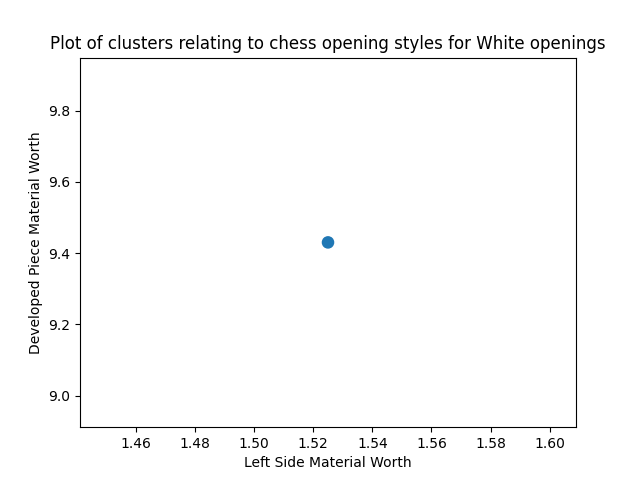 Plot of clusters relating to chess opening styles for White openings
9.8
9.6
9.4
9.2
9.0
Developed Piece Material Worth
1.46 1.48 1.50 1.52 1.54 1.56 1.58 1.60
Left Side Material Worth